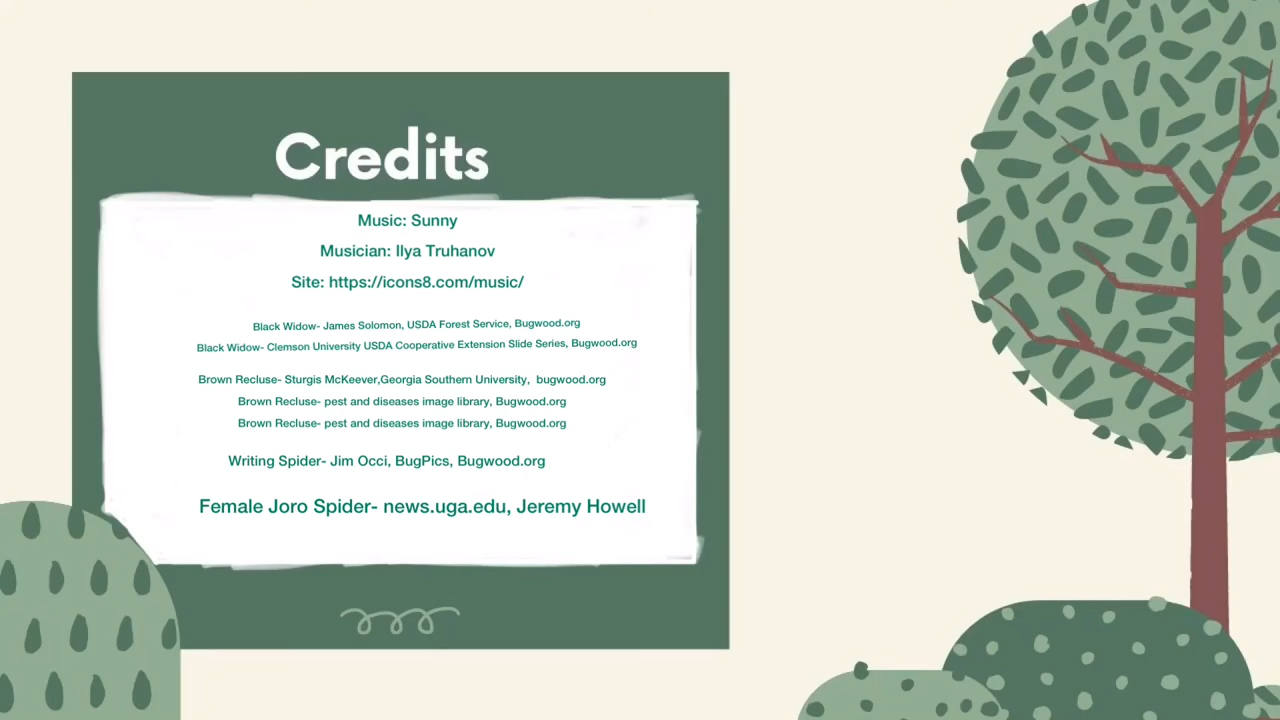 Credits
Music: Sunny
Musician: Ilya Truhanov
Site: https://icons8.com/music/
Black Widow- James Solomon, USDA Forest Service, Bugwood.org
Black Widow- Clemson University USDA Cooperative Extension Slide Series, Bugwood.org
Brown Recluse- Sturgis McKeever,Georgia Southern University,  bugwood.org
Brown Recluse- pest and diseases image library, Bugwood.org
Brown Recluse- pest and diseases image library, Bugwood.org
Writing Spider- Jim Occi, BugPics, Bugwood.org
Female Joro Spider- news.uga.edu, Jeremy Howell